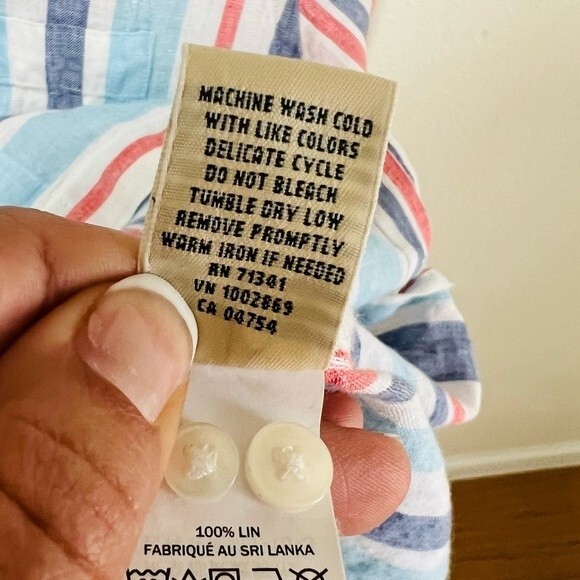 MACHINE WASH COLD
WITH LIKE COLORS
DELICATE CYCLE
DO NOT BLEACH
TUMBLE DRY LOW
REMOVE PROMPTLY
WARM IRON IF NEEDED
RN 71341
VN 1002869
CA 04754
100% LIN
FABRIQUÉ AU SRI LANKA